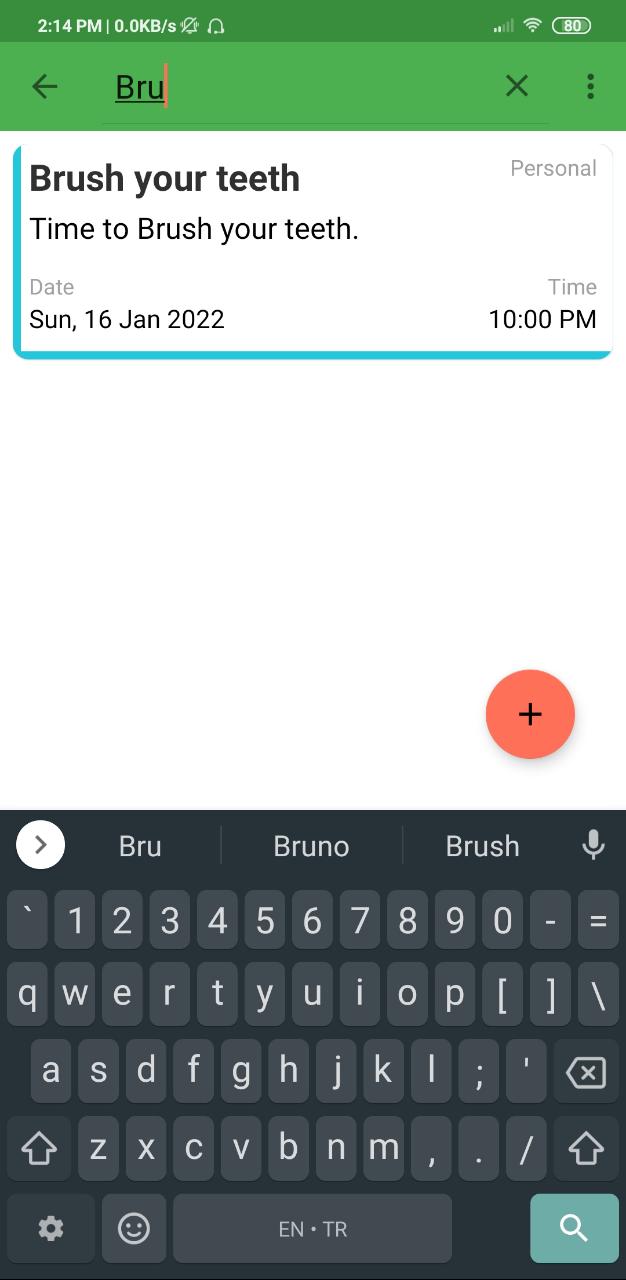 2:14 PM | 0.0KB/s 80
Bru
Brush your teeth Personal
Time to Brush your teeth.
Date Time
Sun, 16 Jan 2022 10:00 PM
+
Bru Bruno Brush
` 1 2 3 4 5 6 7 8 9 0 - =
q w e r t y u i o p [ ] \
a s d f g h j k l ; '
z x c v b n m , . /
EN • TR